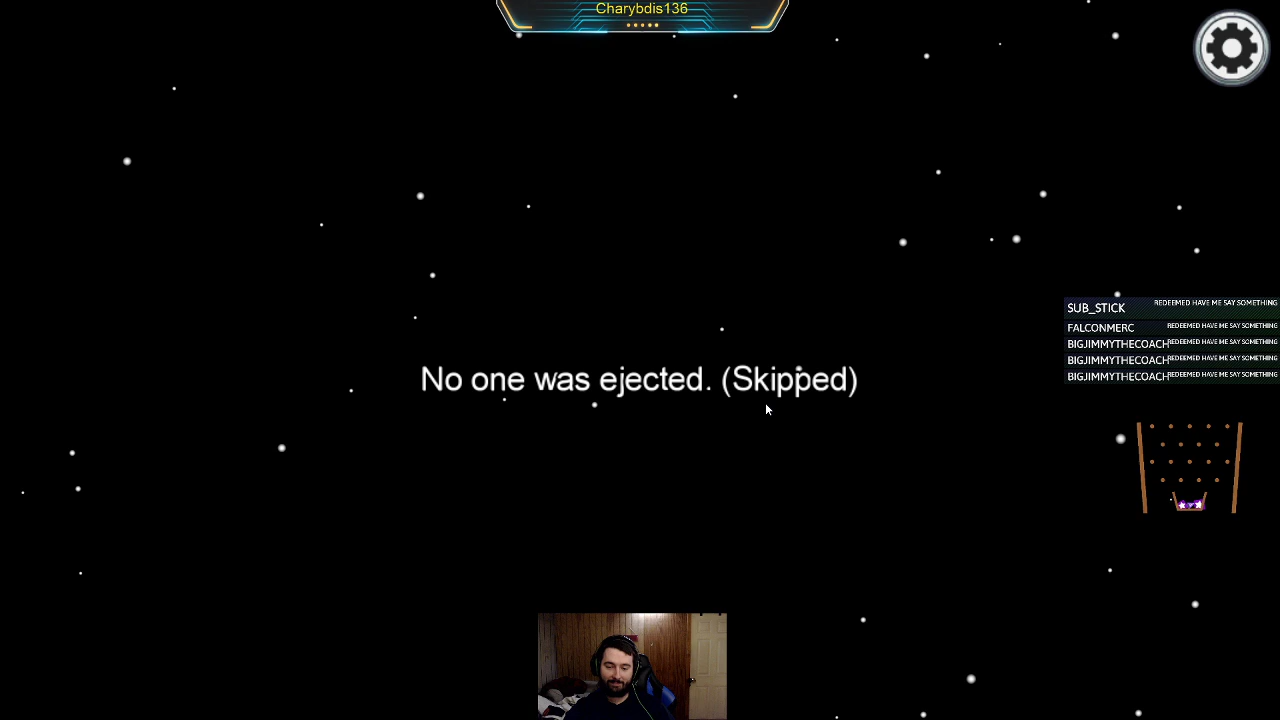 Charybdis136
SUB_STICK REDEEMED HAVE ME SAY SOMETHING
FALCONMERC REDEEMED HAVE ME SAY SOMETHING
BIGJIMMYTHECOACH REDEEMED HAVE ME SAY SOMETHING
BIGJIMMYTHECOACH REDEEMED HAVE ME SAY SOMETHING
BIGJIMMYTHECOACH REDEEMED HAVE ME SAY SOMETHING
No one was ejected. (Skipped)